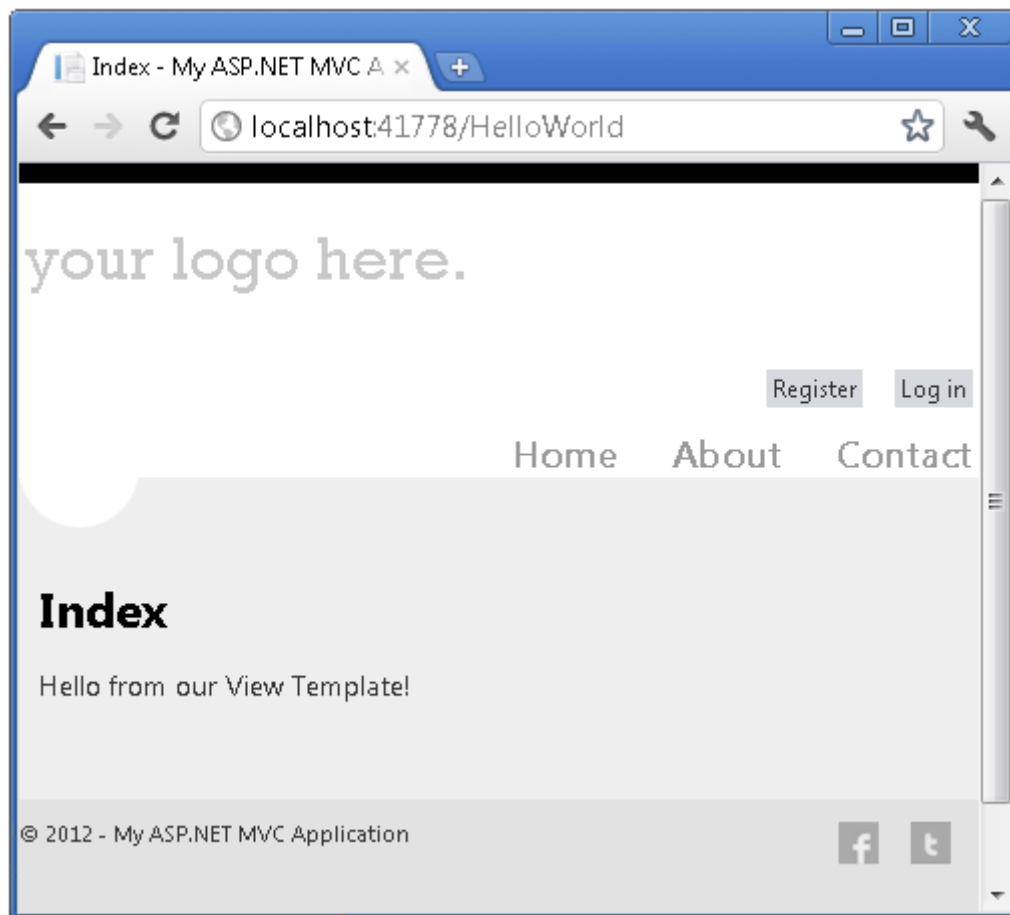 Index - My ASP.NET MVC A
localhost:41778/HelloWorld
your logo here.
Register Log in
Home About Contact
Index
Hello from our View Template!
© 2012 - My ASP.NET MVC Application
f t